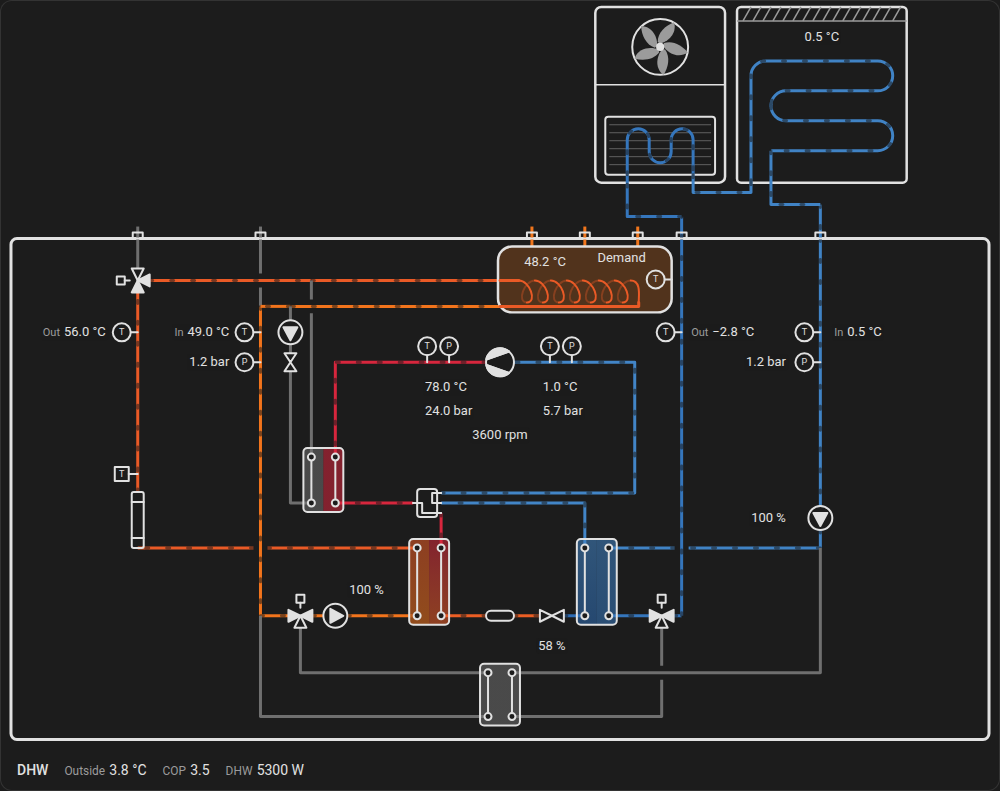 0.5 °C
48.2 °C Demand
T
Out 56.0 °C T
In 49.0 °C T
T Out −2.8 °C
T In 0.5 °C
1.2 bar P
1.2 bar P
T P
T P
78.0 °C
1.0 °C
24.0 bar
5.7 bar
3600 rpm
T
100 %
100 %
58 %
DHW Outside 3.8 °C COP 3.5 DHW 5300 W